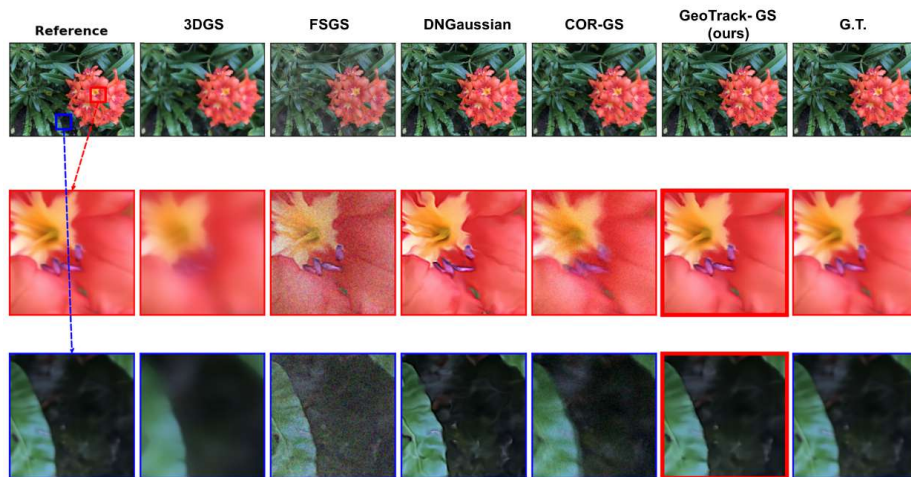 Reference
3DGS
FSGS
DNGaussian
COR-GS
GeoTrack-GS
(ours)
G.T.